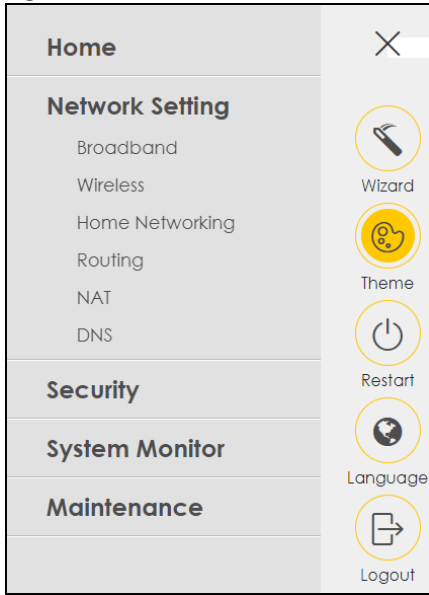 Home
Network Setting
Broadband
Wireless
Home Networking
Routing
NAT
DNS
Security
System Monitor
Maintenance
Wizard
Theme
Restart
Language
Logout